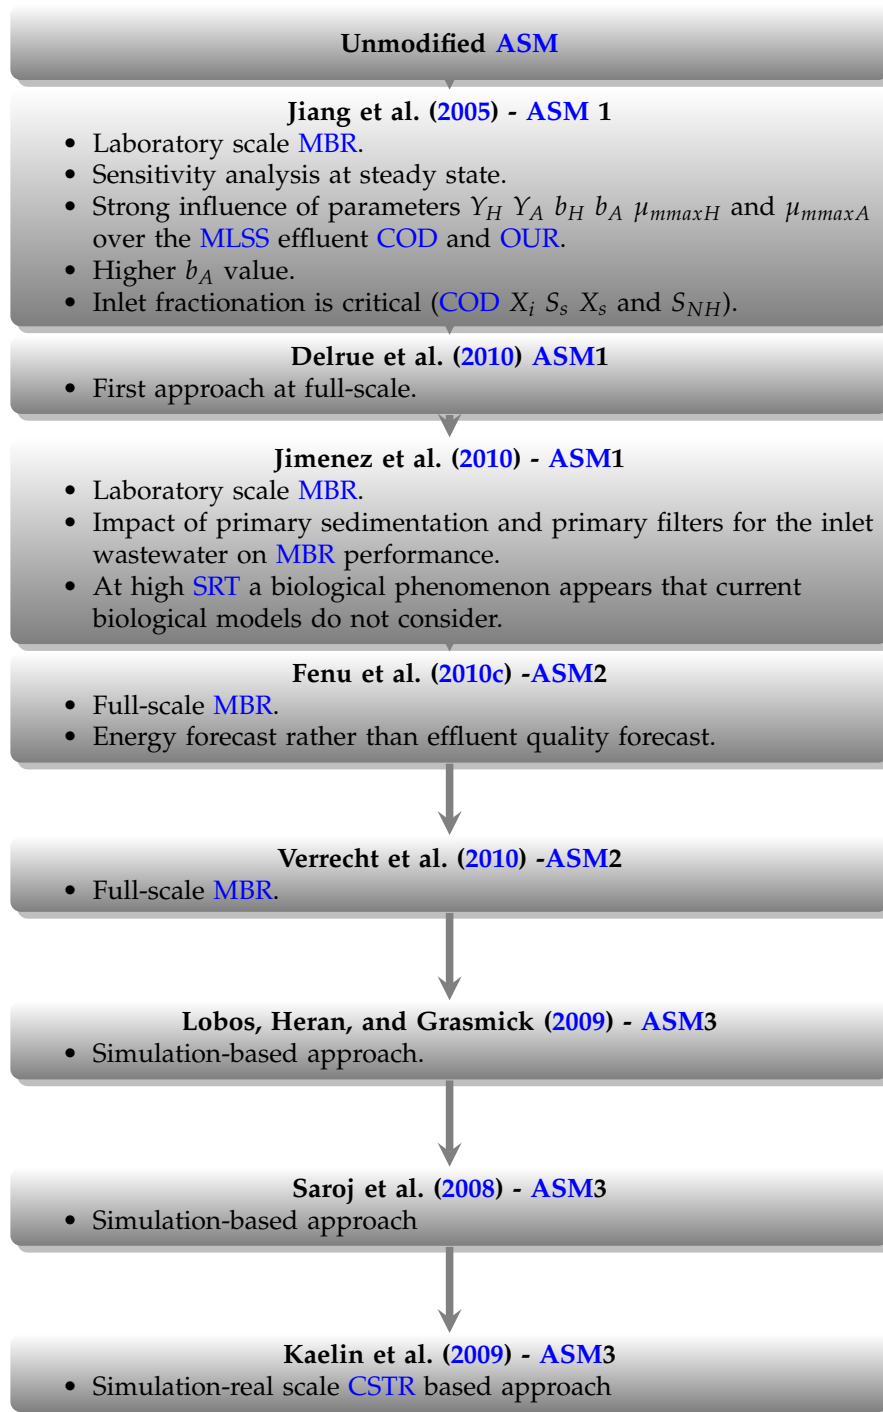 Unmodified ASM
Jiang et al. (2005) - ASM 1
• Laboratory scale MBR.
• Sensitivity analysis at steady state.
• Strong influence of parameters Y_H Y_A b_H b_A μ_mmaxH and μ_mmaxA
over the MLSS effluent COD and OUR.
• Higher b_A value.
• Inlet fractionation is critical (COD X_i S_s X_s and S_NH).
Delrue et al. (2010) ASM1
• First approach at full-scale.
Jimenez et al. (2010) - ASM1
• Laboratory scale MBR.
• Impact of primary sedimentation and primary filters for the inlet
wastewater on MBR performance.
• At high SRT a biological phenomenon appears that current
biological models do not consider.
Fenu et al. (2010c) -ASM2
• Full-scale MBR.
• Energy forecast rather than effluent quality forecast.
Verrecht et al. (2010) -ASM2
• Full-scale MBR.
Lobos, Heran, and Grasmick (2009) - ASM3
• Simulation-based approach.
Saroj et al. (2008) - ASM3
• Simulation-based approach
Kaelin et al. (2009) - ASM3
• Simulation-real scale CSTR based approach